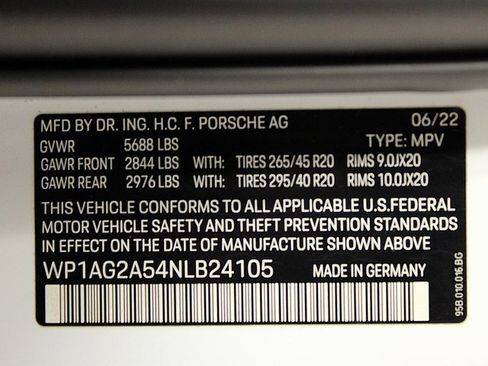 MFD BY DR. ING. H.C. F. PORSCHE AG 06/22
GVWR 5688 LBS TYPE: MPV
GAWR FRONT 2844 LBS WITH: TIRES 265/45 R20 RIMS 9.0JX20
GAWR REAR 2976 LBS WITH: TIRES 295/40 R20 RIMS 10.0JX20
THIS VEHICLE CONFORMS TO ALL APPLICABLE U.S.FEDERAL
MOTOR VEHICLE SAFETY AND THEFT PREVENTION STANDARDS
IN EFFECT ON THE DATE OF MANUFACTURE SHOWN ABOVE
WP1AG2A54NLB24105 MADE IN GERMANY
95B.010.016.BG